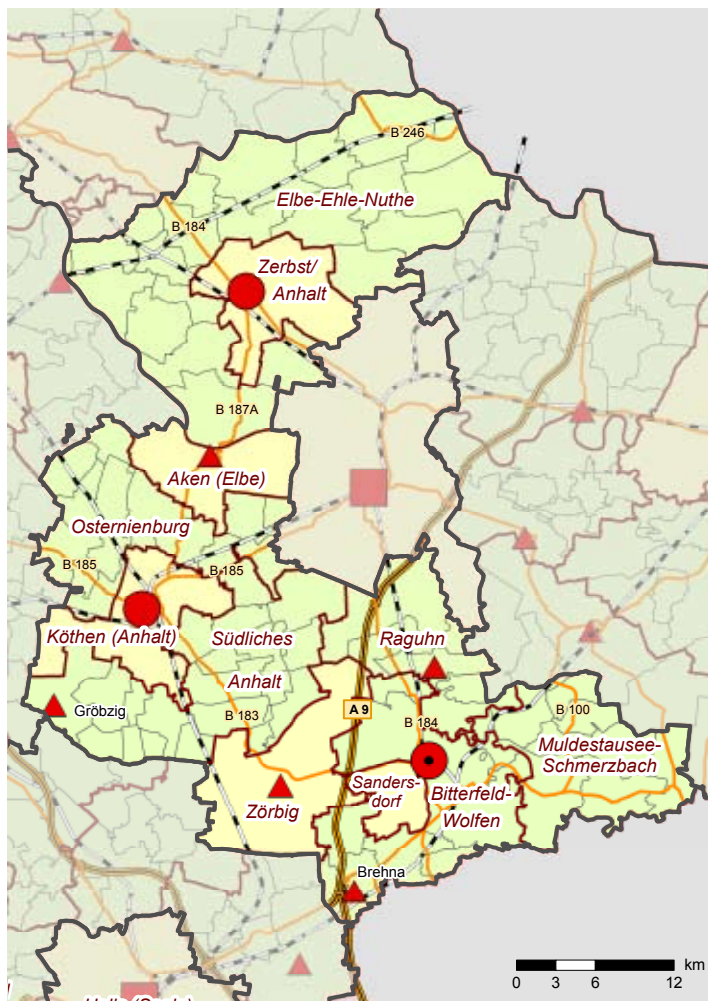 B 246
Elbe-Ehle-Nuthe
B 184
Zerbst/
Anhalt
B 187A
Aken (Elbe)
Osternienburg
B 185
B 185
Köthen (Anhalt)
Südliches
Anhalt
Raguhn
Gröbzig
B 183
A 9
B 184
B 100
Muldestausee-
Schmerzbach
Zörbig
Sanders-
dorf
Bitterfeld-
Wolfen
Brehna
km
0 3 6 12